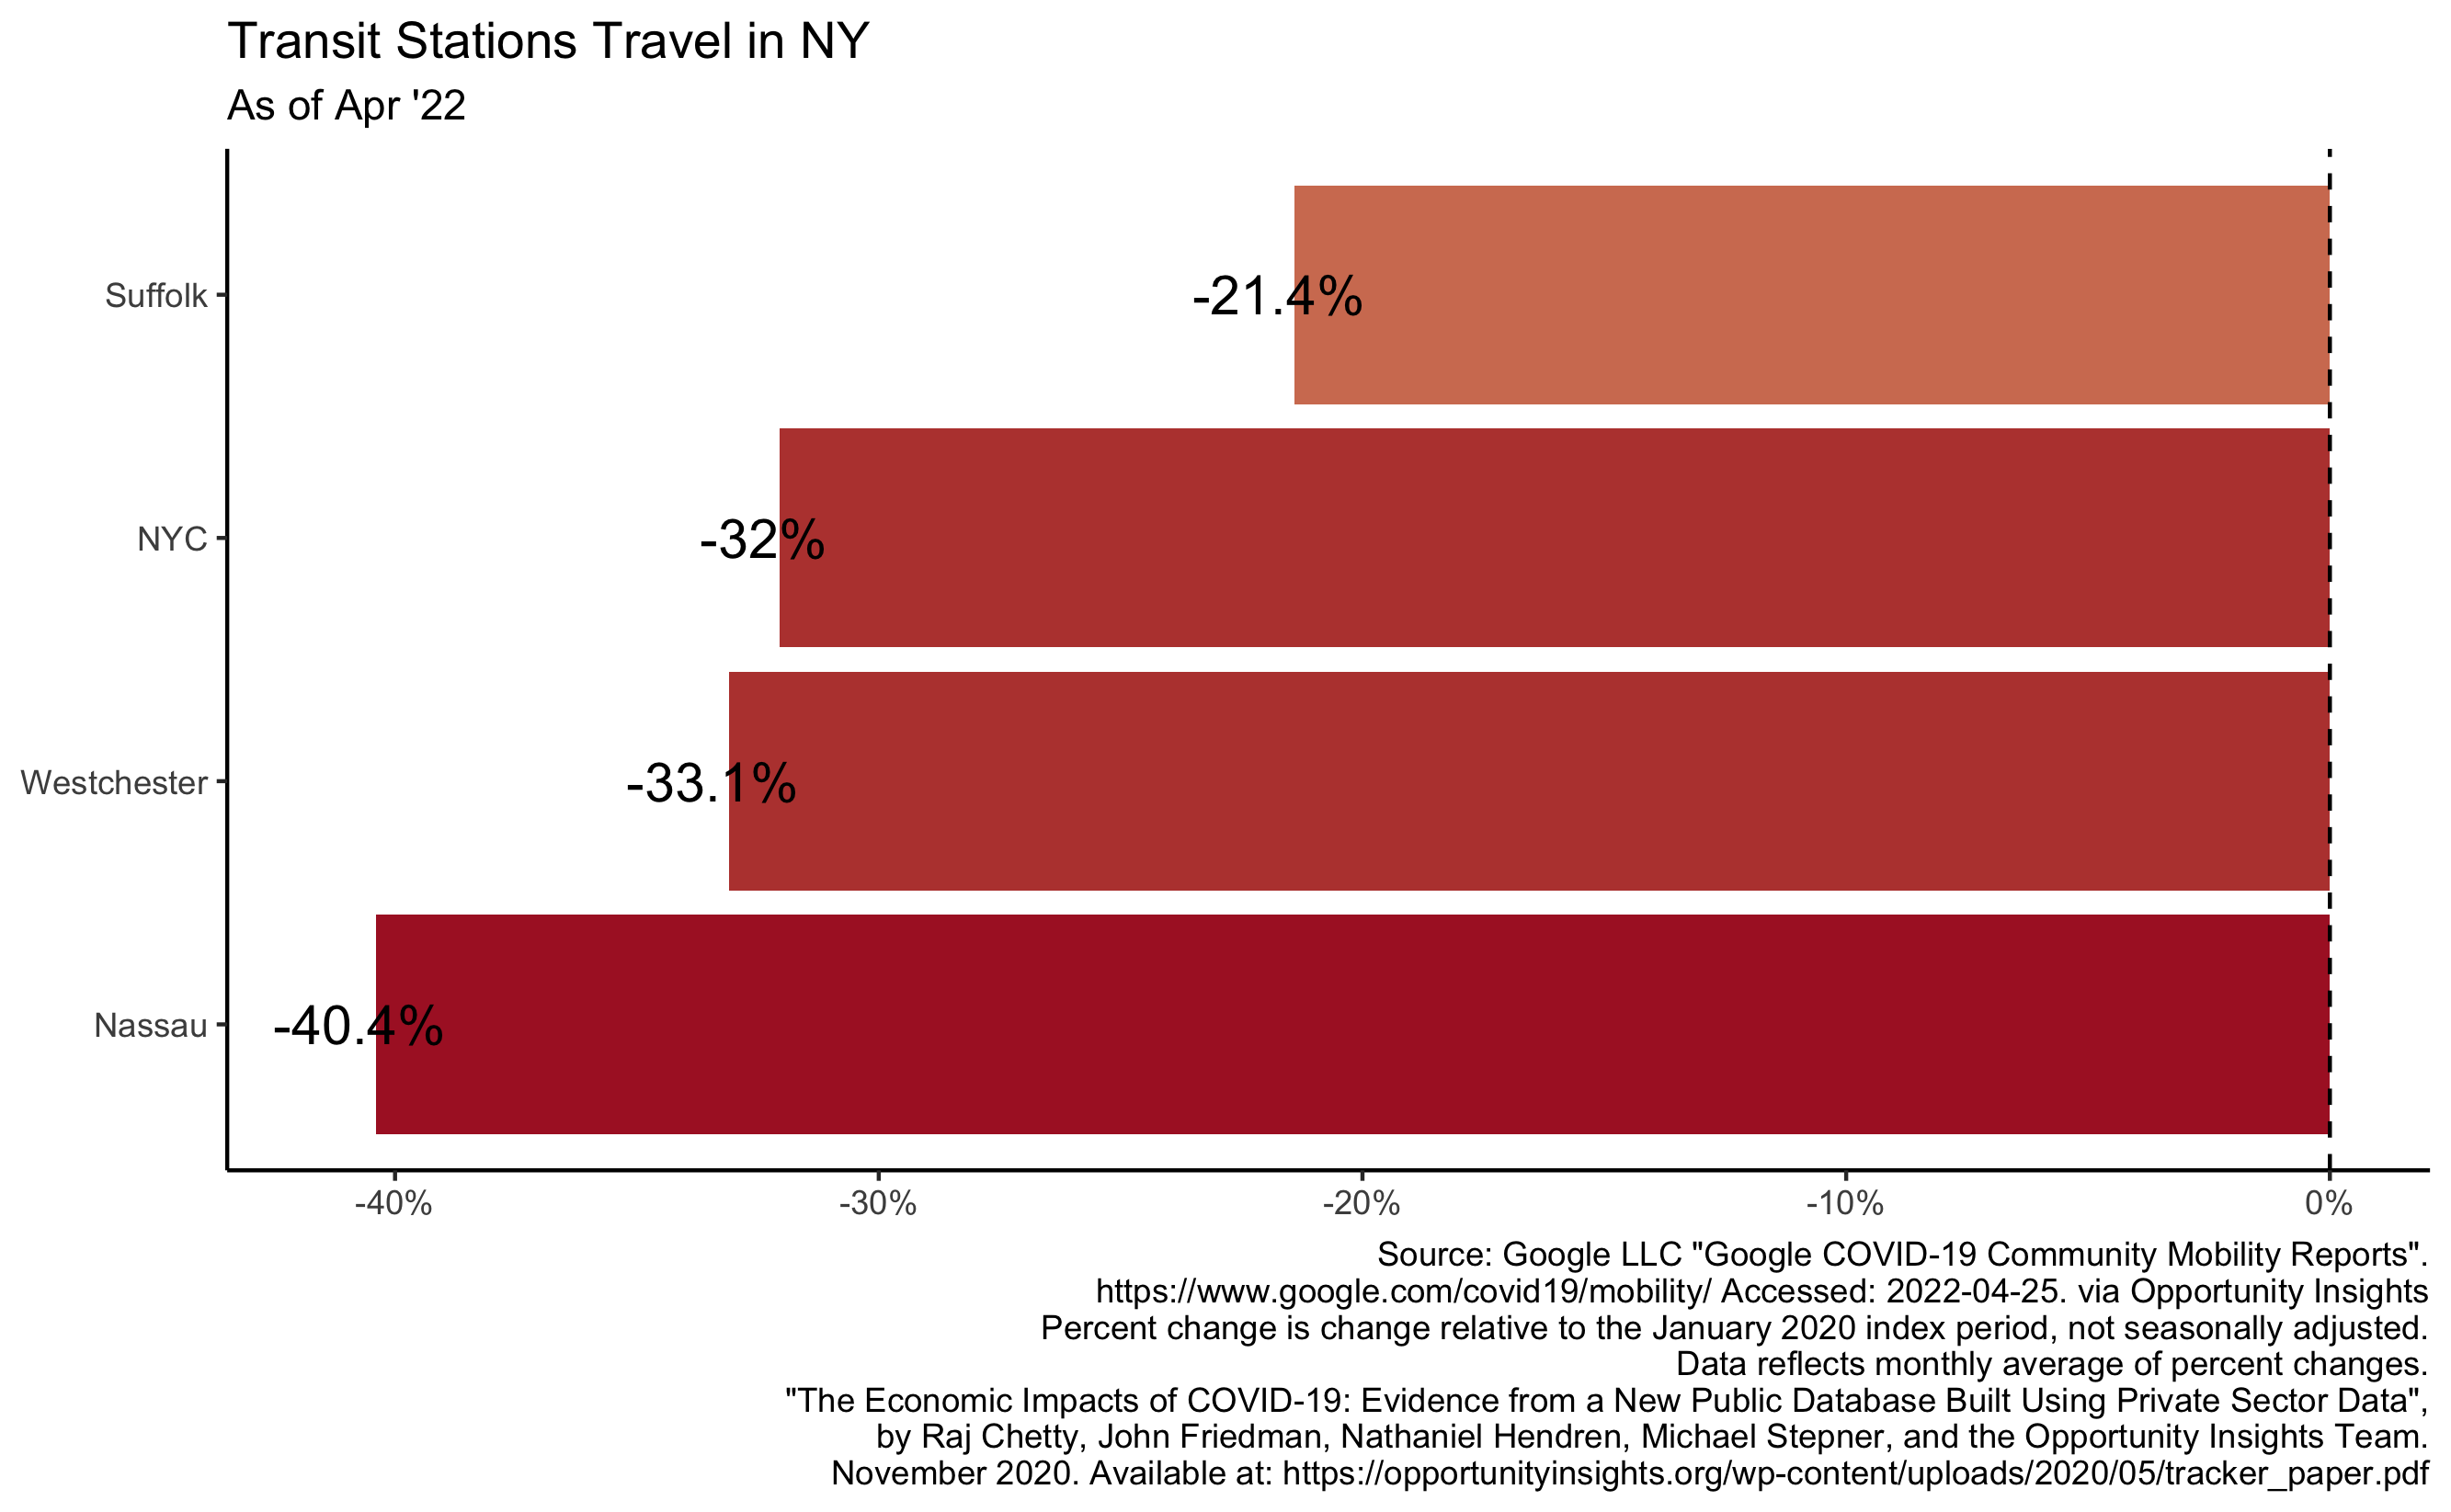 Transit Stations Travel in NY
As of Apr '22
Suffolk
-21.4%
NYC
-32%
Westchester
-33.1%
Nassau
-40.4%
-40%
-30%
-20%
-10%
0%
Source: Google LLC "Google COVID-19 Community Mobility Reports".
https://www.google.com/covid19/mobility/ Accessed: 2022-04-25. via Opportunity Insights
Percent change is change relative to the January 2020 index period, not seasonally adjusted.
Data reflects monthly average of percent changes.
"The Economic Impacts of COVID-19: Evidence from a New Public Database Built Using Private Sector Data",
by Raj Chetty, John Friedman, Nathaniel Hendren, Michael Stepner, and the Opportunity Insights Team.
November 2020. Available at: https://opportunityinsights.org/wp-content/uploads/2020/05/tracker_paper.pdf